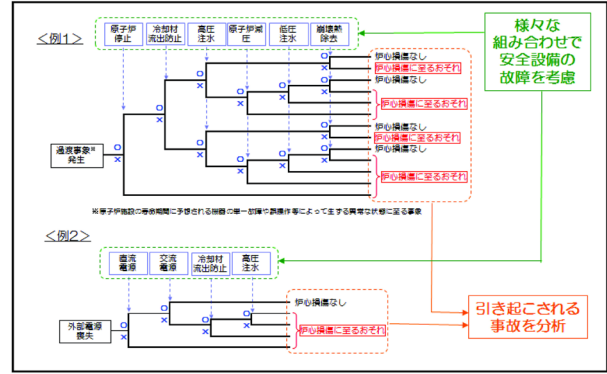 ＜例1＞
原子炉
停止
冷却材
流出防止
高圧
注水
原子炉減
圧
低圧
注水
崩壊熱
除去
様々な
組み合わせで
安全設備の
故障を考慮
炉心損傷なし
炉心損傷に至るおそれ
炉心損傷なし
炉心損傷に至るおそれ
炉心損傷なし
炉心損傷に至るおそれ
炉心損傷なし
炉心損傷に至るおそれ
○
×
○
×
○
×
○
×
○
×
○
×
○
×
○
×
○
×
○
×
○
×
過渡事象※
発生
※原子炉施設の寿命期間に予想される機器の単一故障や誤操作等によって生ずる異常な状態に至る事象
＜例2＞
直流
電源
交流
電源
冷却材
流出防止
高圧
注水
外部電源
喪失
○
×
○
×
○
×
○
×
炉心損傷なし
炉心損傷に至るおそれ
引き起こされる
事故を分析